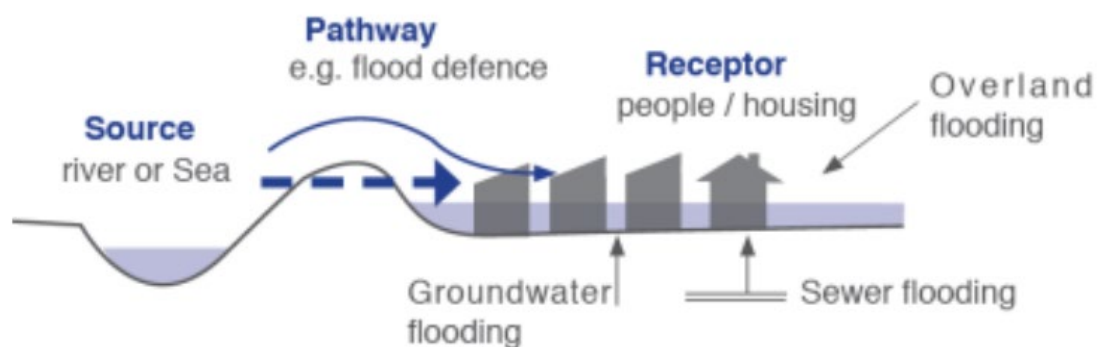 Pathway
e.g. flood defence
Receptor
people / housing
Overland
flooding
Source
river or Sea
Groundwater
flooding
Sewer flooding